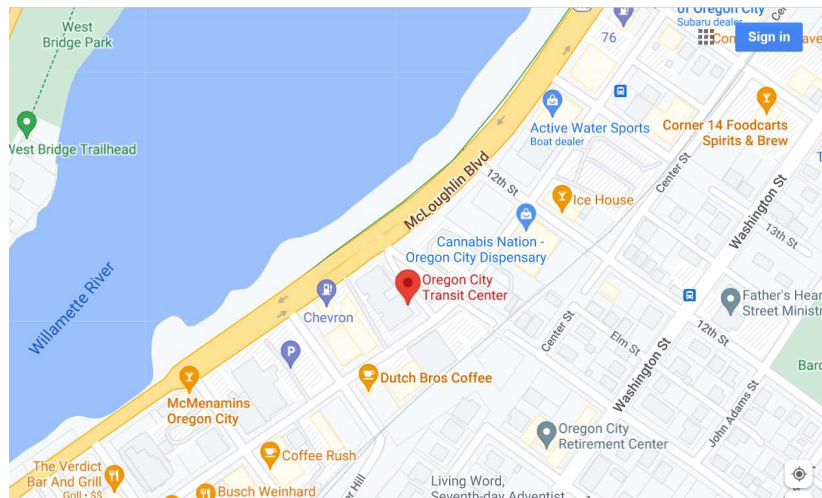 West
Bridge Park
of Oregon City
Subaru dealer
76
Sign in
West Bridge Trailhead
Active Water Sports
Boat dealer
Corner 14 Foodcarts
Spirits & Brew
McLoughlin Blvd
12th St
Center St
Ice House
Washington St
13th St
Cannabis Nation -
Oregon City Dispensary
Willamette River
Oregon City
Transit Center
Chevron
Father's Hear
Street Ministr
Center St
Elm St
12th St
Washington St
P
Dutch Bros Coffee
McMenamins
Oregon City
John Adams St
Oregon City
Retirement Center
Coffee Rush
The Verdict
Bar And Grill
Grill · $$
Busch Weinhard
Hill
Living Word,
Seventh-day Adventist